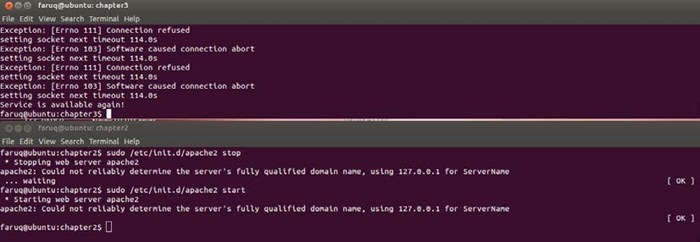 faruq@ubuntu: chapter3
File Edit View Search Terminal Help
Exception: [Errno 111] Connection refused
setting socket next timeout 114.0s
Exception: [Errno 103] Software caused connection abort
setting socket next timeout 114.0s
Exception: [Errno 111] Connection refused
setting socket next timeout 114.0s
Exception: [Errno 103] Software caused connection abort
setting socket next timeout 114.0s
Service is available again!
faruq@ubuntu:chapter3$
faruq@ubuntu: chapter2
File Edit View Search Terminal Help
faruq@ubuntu:chapter2$ sudo /etc/init.d/apache2 stop
* Stopping web server apache2
apache2: Could not reliably determine the server's fully qualified domain name, using 127.0.0.1 for ServerName
... waiting [ OK ]
faruq@ubuntu:chapter2$ sudo /etc/init.d/apache2 start
* Starting web server apache2
apache2: Could not reliably determine the server's fully qualified domain name, using 127.0.0.1 for ServerName
[ OK ]
faruq@ubuntu:chapter2$